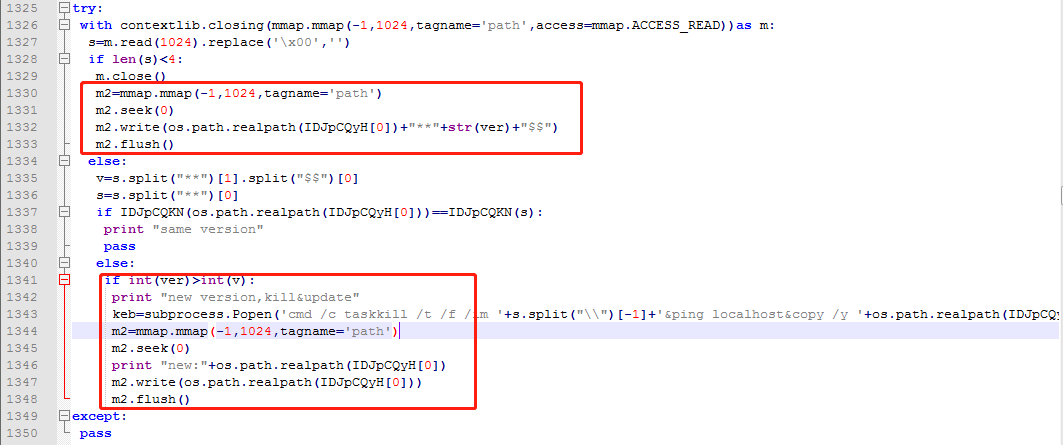 1325 try:
1326 with contextlib.closing(mmap.mmap(-1,1024,tagname='path',access=mmap.ACCESS_READ))as m:
1327 s=m.read(1024).replace('\x00','')
1328 if len(s)<4:
1329 m.close()
1330 m2=mmap.mmap(-1,1024,tagname='path')
1331 m2.seek(0)
1332 m2.write(os.path.realpath(IDJpCQyH[0])+"**"+str(ver)+"$$")
1333 m2.flush()
1334 else:
1335 v=s.split("**")[1].split("$$")[0]
1336 s=s.split("**")[0]
1337 if IDJpCQKN(os.path.realpath(IDJpCQyH[0]))==IDJpCQKN(s):
1338 print "same version"
1339 pass
1340 else:
1341 if int(ver)>int(v):
1342 print "new version,kill&update"
1343 keb=subprocess.Popen('cmd /c taskkill /t /f /im '+s.split("\\")[-1]+'&ping localhost&copy /y '+os.path.realpath(IDJpCQ
1344 m2=mmap.mmap(-1,1024,tagname='path')
1345 m2.seek(0)
1346 print "new:"+os.path.realpath(IDJpCQyH[0])
1347 m2.write(os.path.realpath(IDJpCQyH[0]))
1348 m2.flush()
1349 except:
1350 pass